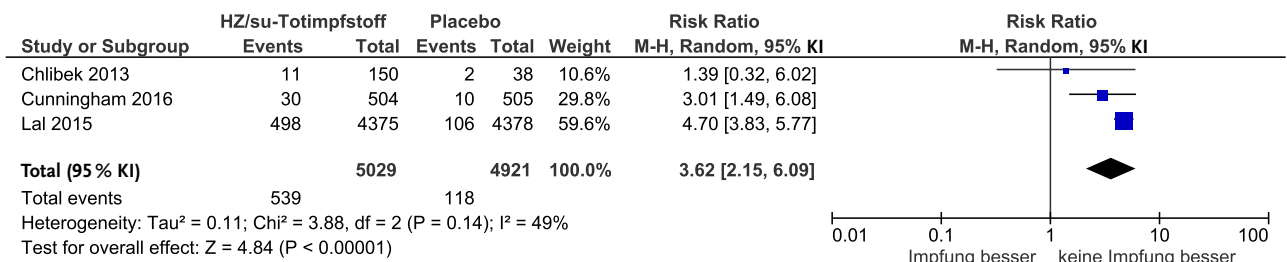 HZ/su-Totimpfstoff Placebo Risk Ratio Risk Ratio
Study or Subgroup Events Total Events Total Weight M-H, Random, 95% KI M-H, Random, 95% KI
Chlibek 2013 11 150 2 38 10.6% 1.39 [0.32, 6.02]
Cunningham 2016 30 504 10 505 29.8% 3.01 [1.49, 6.08]
Lal 2015 498 4375 106 4378 59.6% 4.70 [3.83, 5.77]
Total (95 % KI) 5029 4921 100.0% 3.62 [2.15, 6.09]
Total events 539 118
Heterogeneity: Tau² = 0.11; Chi² = 3.88, df = 2 (P = 0.14); I² = 49%
Test for overall effect: Z = 4.84 (P < 0.00001)
0.01 0.1 1 10 100
Impfung besser keine Impfung besser